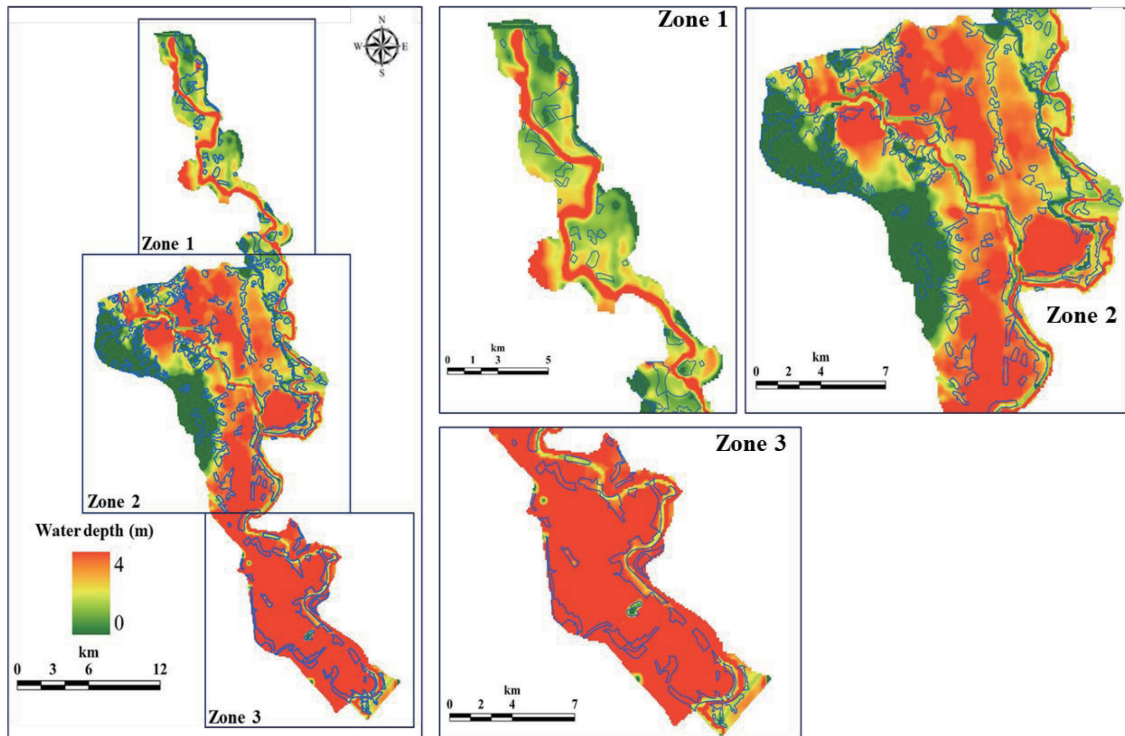 N
W E
S
Zone 1
Zone 2
Water depth (m)
4
0
km
0 3 6 12
Zone 3
Zone 1
km
0 1 3 5
Zone 2
km
0 2 4 7
Zone 3
km
0 2 4 7